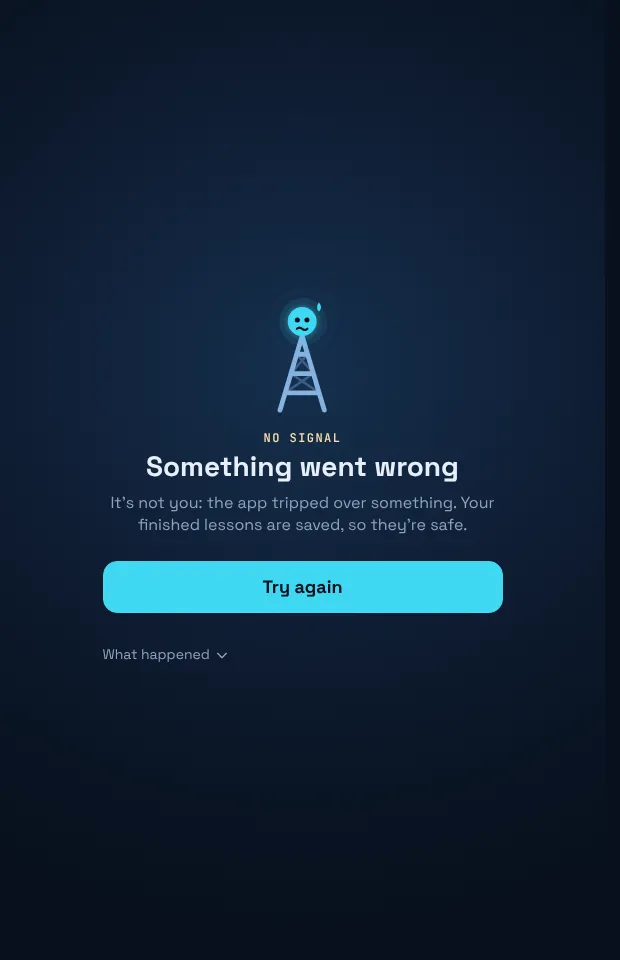 NO SIGNAL
Something went wrong
It's not you: the app tripped over something. Your
finished lessons are saved, so they're safe.
Try again
What happened